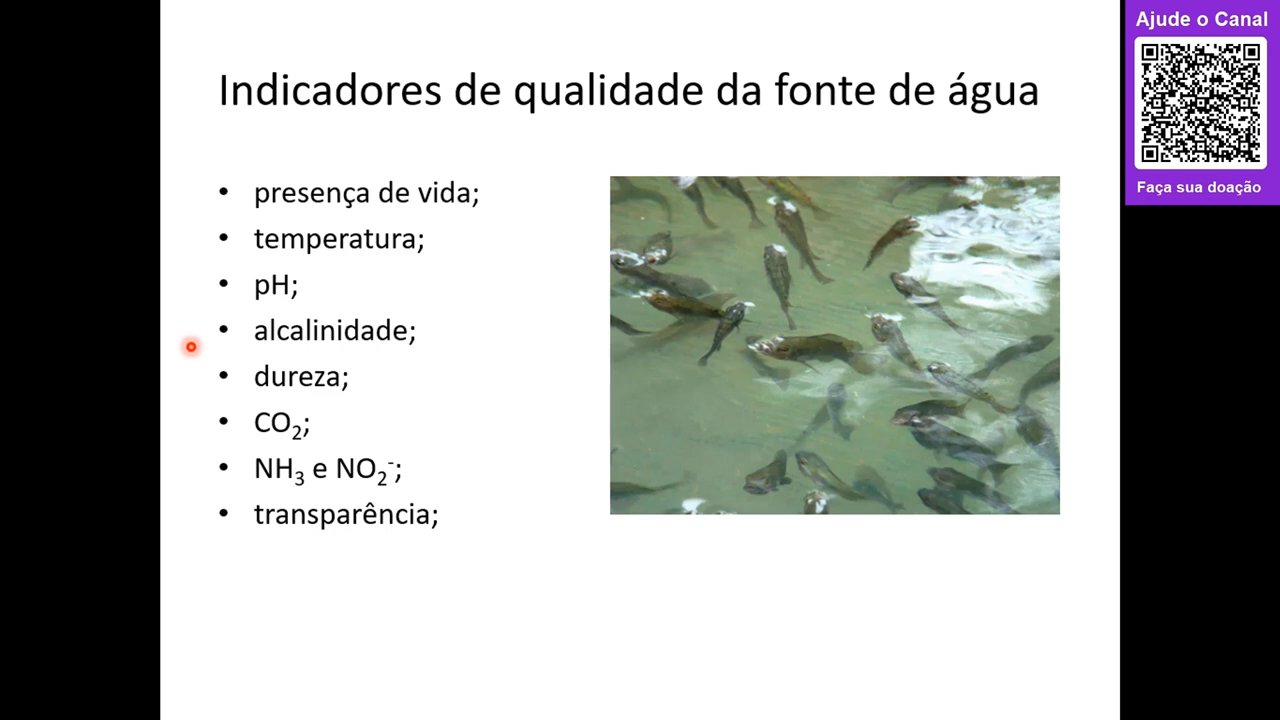 Indicadores de qualidade da fonte de água
• presença de vida;
• temperatura;
• pH;
• alcalinidade;
• dureza;
• CO₂;
• NH₃ e NO₂⁻;
• transparência;
Ajude o Canal
Faça sua doação